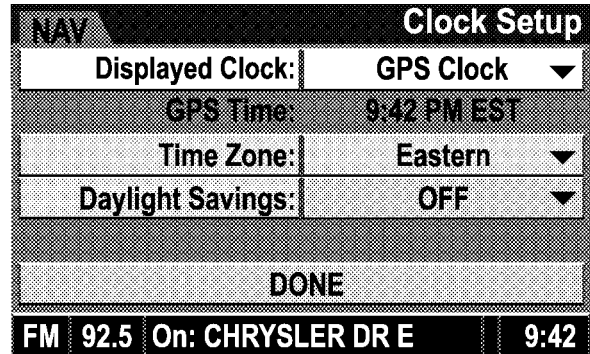 NAV Clock Setup
Displayed Clock: GPS Clock
GPS Time: 9:42 PM EST
Time Zone: Eastern
Daylight Savings: OFF
DONE
FM 92.5 On: CHRYSLER DR E 9:42